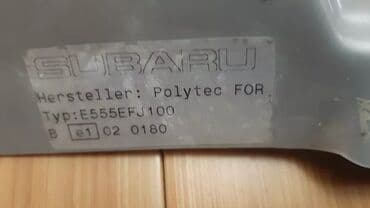 SUBARU
Hersteller: Polytec FOR
Typ:E555EFJ100
B e1 02 0180